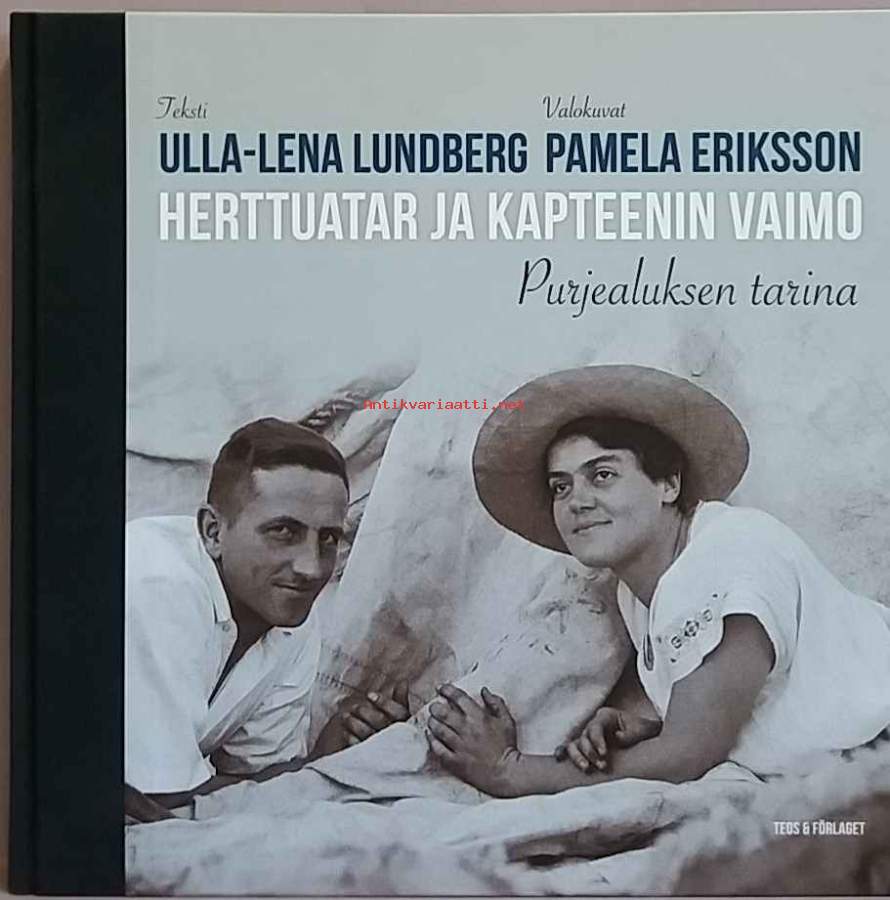 Teksti Valokuvat
ULLA-LENA LUNDBERG PAMELA ERIKSSON
HERTTUATAR JA KAPTEENIN VAIMO
Purjealuksen tarina
Antikvariaatti.net
TEOS & FÖRLAGET